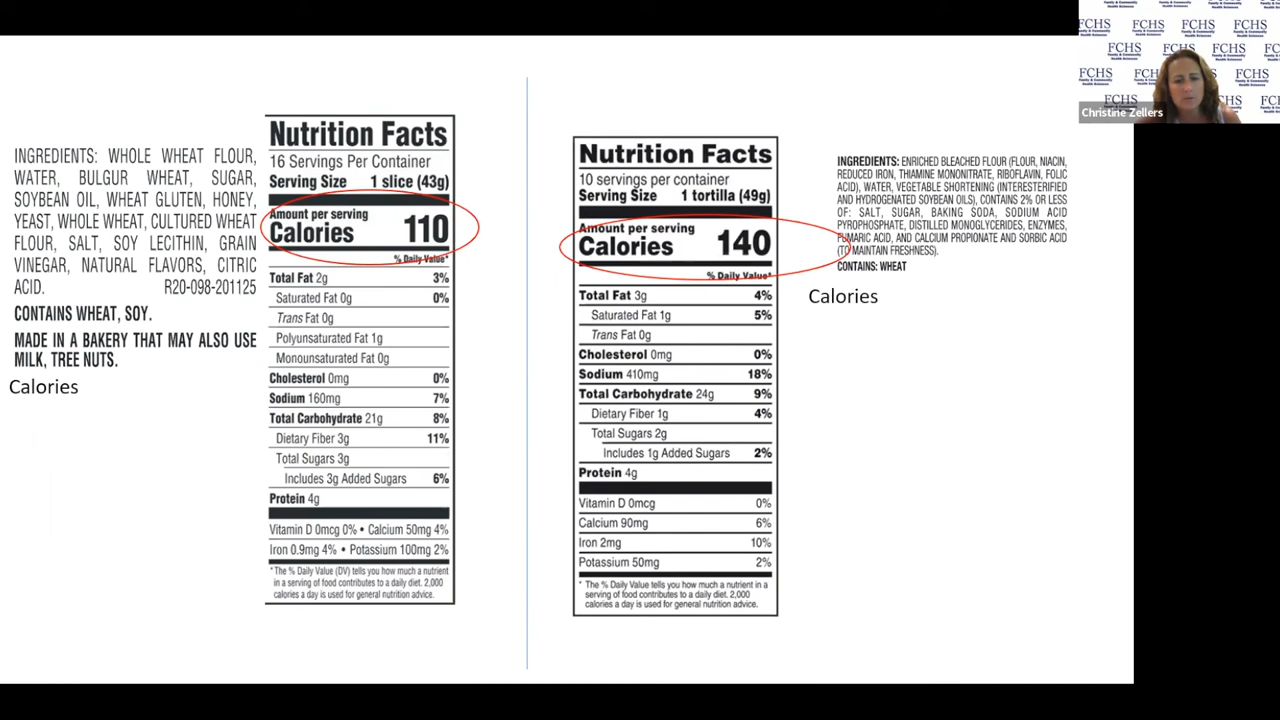 INGREDIENTS: WHOLE WHEAT FLOUR,
WATER, BULGUR WHEAT, SUGAR,
SOYBEAN OIL, WHEAT GLUTEN, HONEY,
YEAST, WHOLE WHEAT, CULTURED WHEAT
FLOUR, SALT, SOY LECITHIN, GRAIN
VINEGAR, NATURAL FLAVORS, CITRIC
ACID. R20-098-201125
CONTAINS WHEAT, SOY.
MADE IN A BAKERY THAT MAY ALSO USE
MILK, TREE NUTS.
Calories
Nutrition Facts
16 Servings Per Container
Serving Size 1 slice (43g)
Amount per serving
Calories 110
% Daily Value*
Total Fat 2g 3%
Saturated Fat 0g 0%
Trans Fat 0g
Polyunsaturated Fat 1g
Monounsaturated Fat 0g
Cholesterol 0mg 0%
Sodium 160mg 7%
Total Carbohydrate 21g 8%
Dietary Fiber 3g 11%
Total Sugars 3g
Includes 3g Added Sugars 6%
Protein 4g
Vitamin D 0mcg 0% • Calcium 50mg 4%
Iron 0.9mg 4% • Potassium 100mg 2%
* The % Daily Value (DV) tells you how much a nutrient
in a serving of food contributes to a daily diet. 2,000
calories a day is used for general nutrition advice.
Nutrition Facts
10 servings per container
Serving Size 1 tortilla (49g)
Amount per serving
Calories 140
% Daily Value*
Total Fat 3g 4%
Saturated Fat 1g 5%
Trans Fat 0g
Cholesterol 0mg 0%
Sodium 410mg 18%
Total Carbohydrate 24g 9%
Dietary Fiber 1g 4%
Total Sugars 2g
Includes 1g Added Sugars 2%
Protein 4g
Vitamin D 0mcg 0%
Calcium 90mg 6%
Iron 2mg 10%
Potassium 50mg 2%
* The % Daily Value tells you how much a nutrient in a
serving of food contributes to a daily diet. 2,000
calories a day is used for general nutrition advice.
INGREDIENTS: ENRICHED BLEACHED FLOUR (FLOUR, NIACIN,
REDUCED IRON, THIAMINE MONONITRATE, RIBOFLAVIN, FOLIC
ACID), WATER, VEGETABLE SHORTENING (INTERESTERIFIED
AND HYDROGENATED SOYBEAN OILS), CONTAINS 2% OR LESS
OF: SALT, SUGAR, BAKING SODA, SODIUM ACID
PYROPHOSPHATE, DISTILLED MONOGLYCERIDES, ENZYMES,
FUMARIC ACID, AND CALCIUM PROPIONATE AND SORBIC ACID
(TO MAINTAIN FRESHNESS).
CONTAINS: WHEAT
Calories
Family & Community
Health Sciences
FCHS FCHS FCHS
FCHS FCHS
FCHS FCHS
FCHS
Christine Zellers